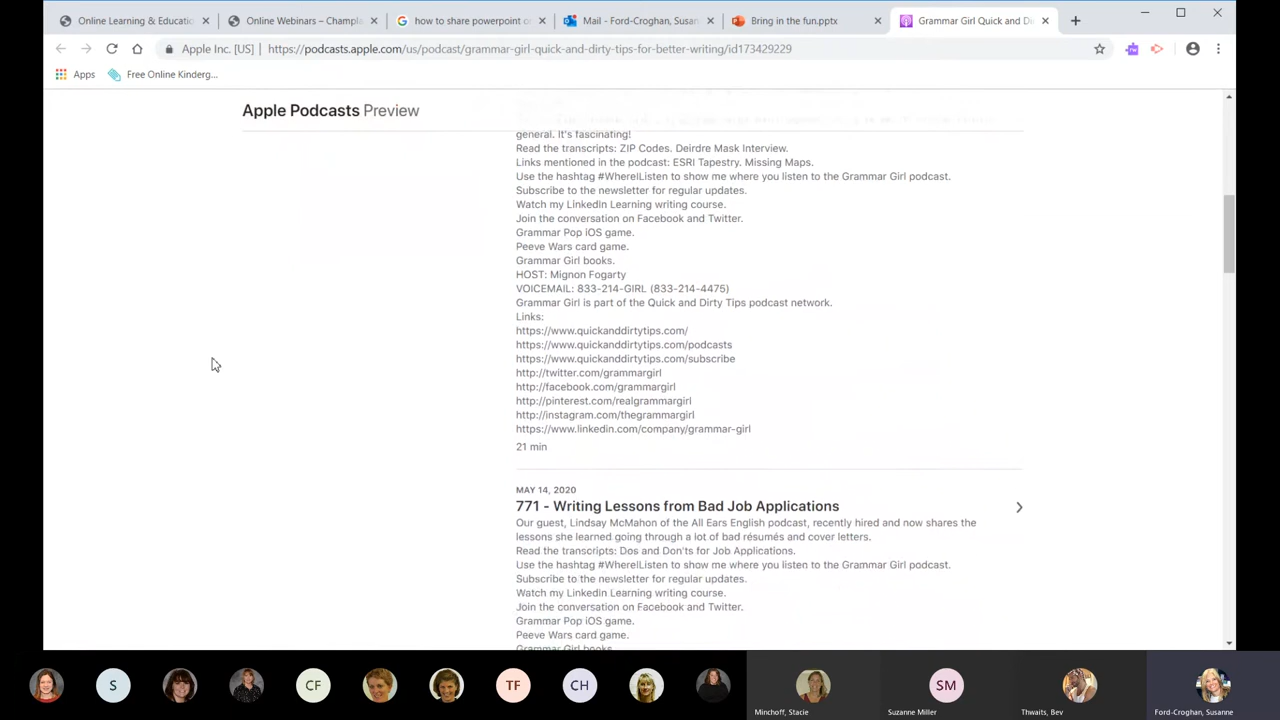 Online Learning & Educatio
Online Webinars – Champla
how to share powerpoint o
Mail - Ford-Croghan, Susan
Bring in the fun.pptx
Grammar Girl Quick and Di
Apple Inc. [US] | https://podcasts.apple.com/us/podcast/grammar-girl-quick-and-dirty-tips-for-better-writing/id173429229
Apps
Free Online Kinderg...
Apple Podcasts Preview
general. It's fascinating!
Read the transcripts: ZIP Codes. Deirdre Mask Interview.
Links mentioned in the podcast: ESRI Tapestry. Missing Maps.
Use the hashtag #WhereIListen to show me where you listen to the Grammar Girl podcast.
Subscribe to the newsletter for regular updates.
Watch my LinkedIn Learning writing course.
Join the conversation on Facebook and Twitter.
Grammar Pop iOS game.
Peeve Wars card game.
Grammar Girl books.
HOST: Mignon Fogarty
VOICEMAIL: 833-214-GIRL (833-214-4475)
Grammar Girl is part of the Quick and Dirty Tips podcast network.
Links:
https://www.quickanddirtytips.com/
https://www.quickanddirtytips.com/podcasts
https://www.quickanddirtytips.com/subscribe
http://twitter.com/grammargirl
http://facebook.com/grammargirl
http://pinterest.com/realgrammargirl
http://instagram.com/thegrammargirl
https://www.linkedin.com/company/grammar-girl
21 min
MAY 14, 2020
771 - Writing Lessons from Bad Job Applications
Our guest, Lindsay McMahon of the All Ears English podcast, recently hired and now shares the
lessons she learned going through a lot of bad résumés and cover letters.
Read the transcripts: Dos and Don'ts for Job Applications.
Use the hashtag #WhereIListen to show me where you listen to the Grammar Girl podcast.
Subscribe to the newsletter for regular updates.
Watch my LinkedIn Learning writing course.
Join the conversation on Facebook and Twitter.
Grammar Pop iOS game.
Peeve Wars card game.
Grammar Girl books.
S
CF
TF
CH
SM
Minchoff, Stacie
Suzanne Miller
Thwaits, Bev
Ford-Croghan, Susanne